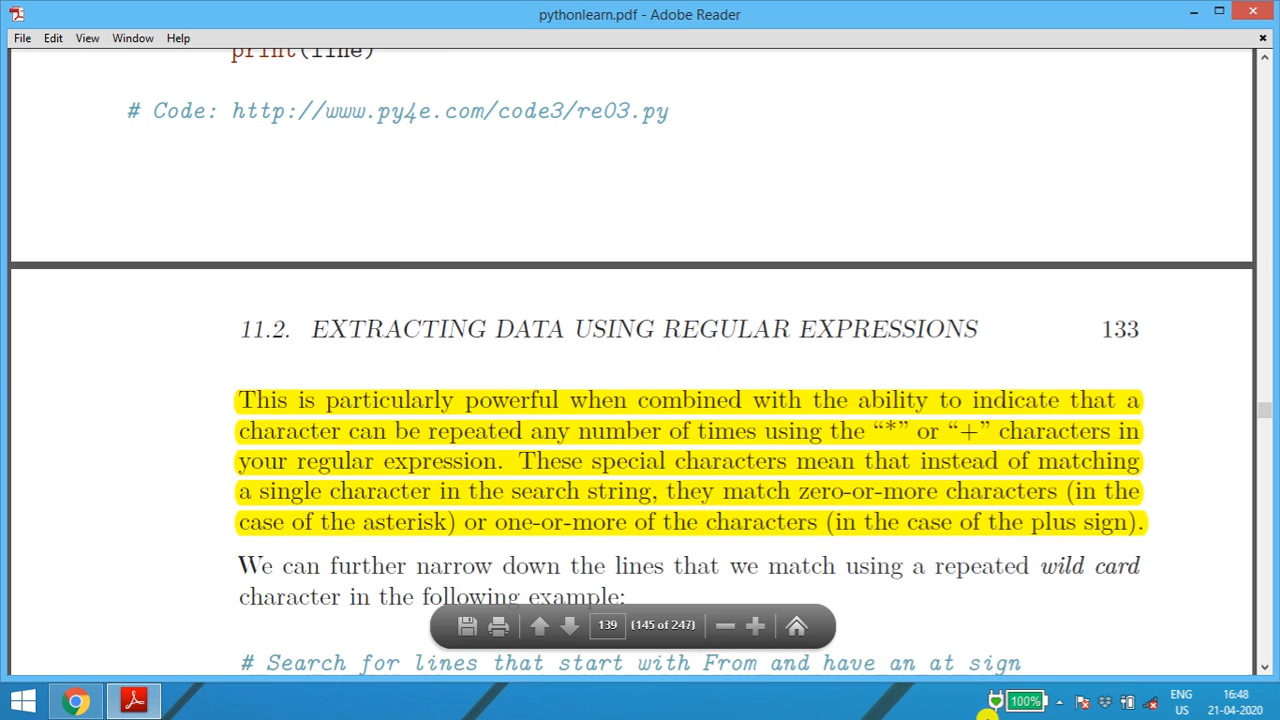 pythonlearn.pdf - Adobe Reader
File Edit View Window Help
print(line)
# Code: http://www.py4e.com/code3/re03.py
11.2. EXTRACTING DATA USING REGULAR EXPRESSIONS 133
This is particularly powerful when combined with the ability to indicate that a
character can be repeated any number of times using the “*” or “+” characters in
your regular expression. These special characters mean that instead of matching
a single character in the search string, they match zero-or-more characters (in the
case of the asterisk) or one-or-more of the characters (in the case of the plus sign).
We can further narrow down the lines that we match using a repeated wild card
character in the following example:
139 (145 of 247)
# Search for lines that start with From and have an at sign
100% ENG 16:48
US 21-04-2020